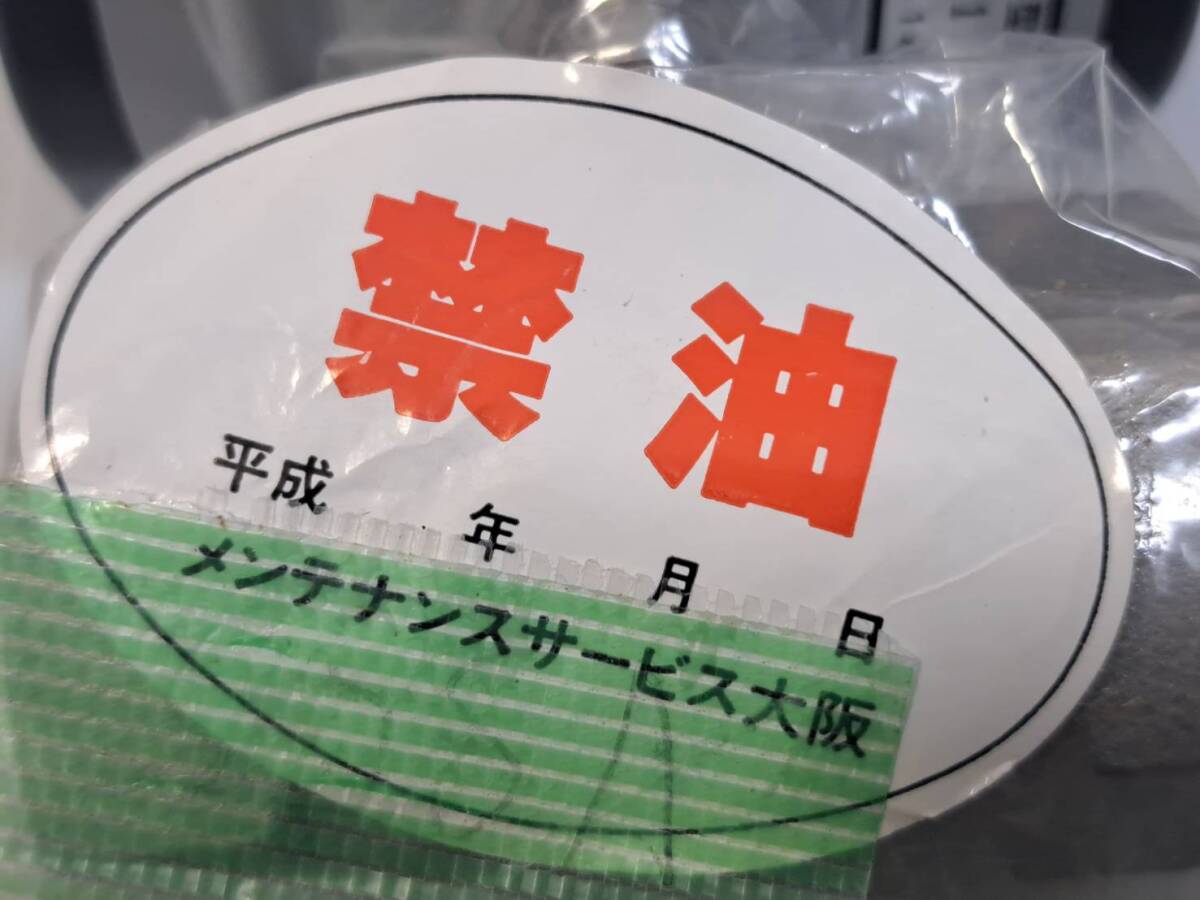 禁油
平成 年 月 日
メンテナンスサービス大阪